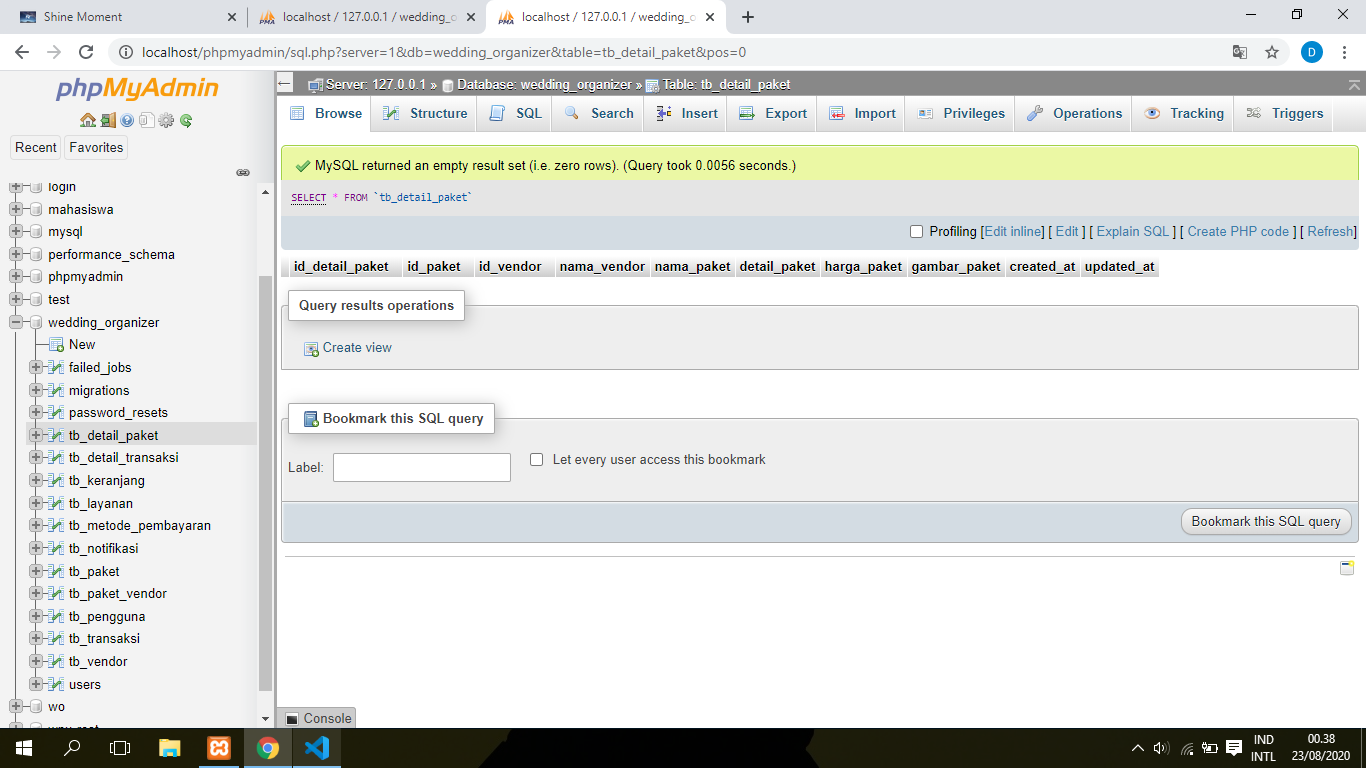 Shine Moment
localhost / 127.0.0.1 / wedding_o
localhost / 127.0.0.1 / wedding_o
localhost/phpmyadmin/sql.php?server=1&db=wedding_organizer&table=tb_detail_paket&pos=0
D
phpMyAdmin
Recent
Favorites
login
mahasiswa
mysql
performance_schema
phpmyadmin
test
wedding_organizer
New
failed_jobs
migrations
password_resets
tb_detail_paket
tb_detail_transaksi
tb_keranjang
tb_layanan
tb_metode_pembayaran
tb_notifikasi
tb_paket
tb_paket_vendor
tb_pengguna
tb_transaksi
tb_vendor
users
wo
Server: 127.0.0.1 » Database: wedding_organizer » Table: tb_detail_paket
Browse Structure SQL Search Insert Export Import Privileges Operations Tracking Triggers
MySQL returned an empty result set (i.e. zero rows). (Query took 0.0056 seconds.)
SELECT * FROM `tb_detail_paket`
Profiling [Edit inline] [ Edit ] [ Explain SQL ] [ Create PHP code ] [ Refresh]
id_detail_paket id_paket id_vendor nama_vendor nama_paket detail_paket harga_paket gambar_paket created_at updated_at
Query results operations
Create view
Bookmark this SQL query
Label:
Let every user access this bookmark
Bookmark this SQL query
Console
IND
INTL
00.38
23/08/2020